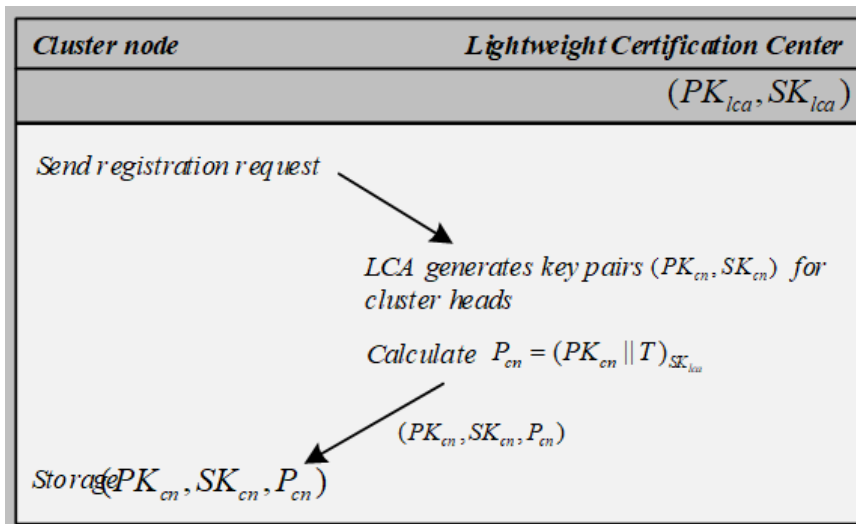 Cluster node Lightweight Certification Center
(PK_lca, SK_lca)
Send registration request
LCA generates key pairs (PK_cn, SK_cn) for
cluster heads
Calculate P_cn = (PK_cn || T)_SK_lca
(PK_cn, SK_cn, P_cn)
Storage(PK_cn, SK_cn, P_cn)